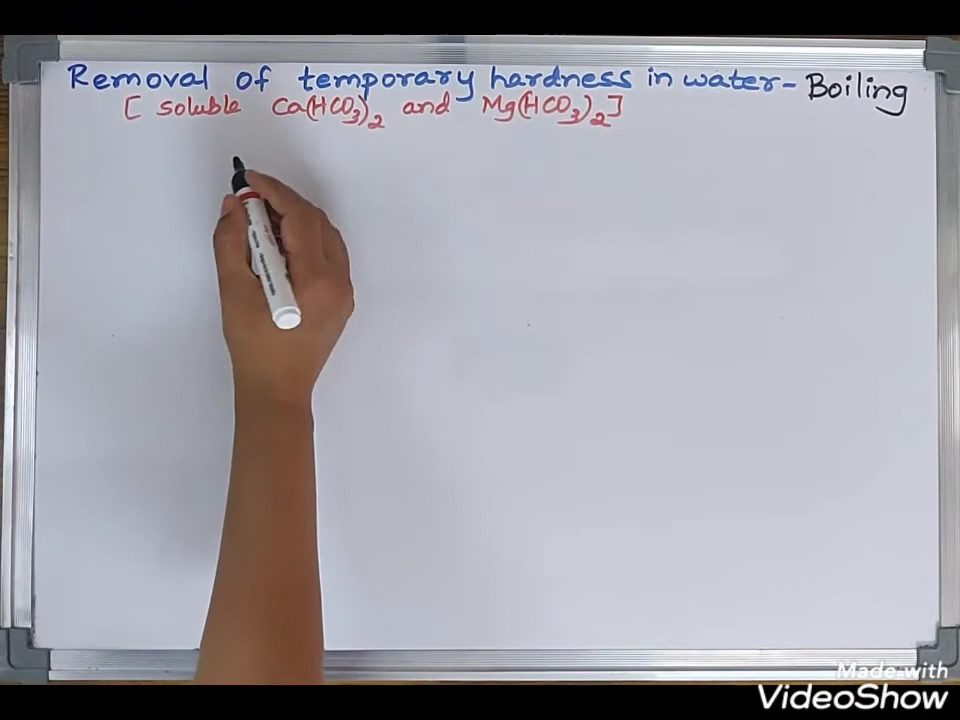 Removal of temporary hardness in water- Boiling
[ soluble Ca(HCO3)2 and Mg(HCO3)2]
Made with
VideoShow